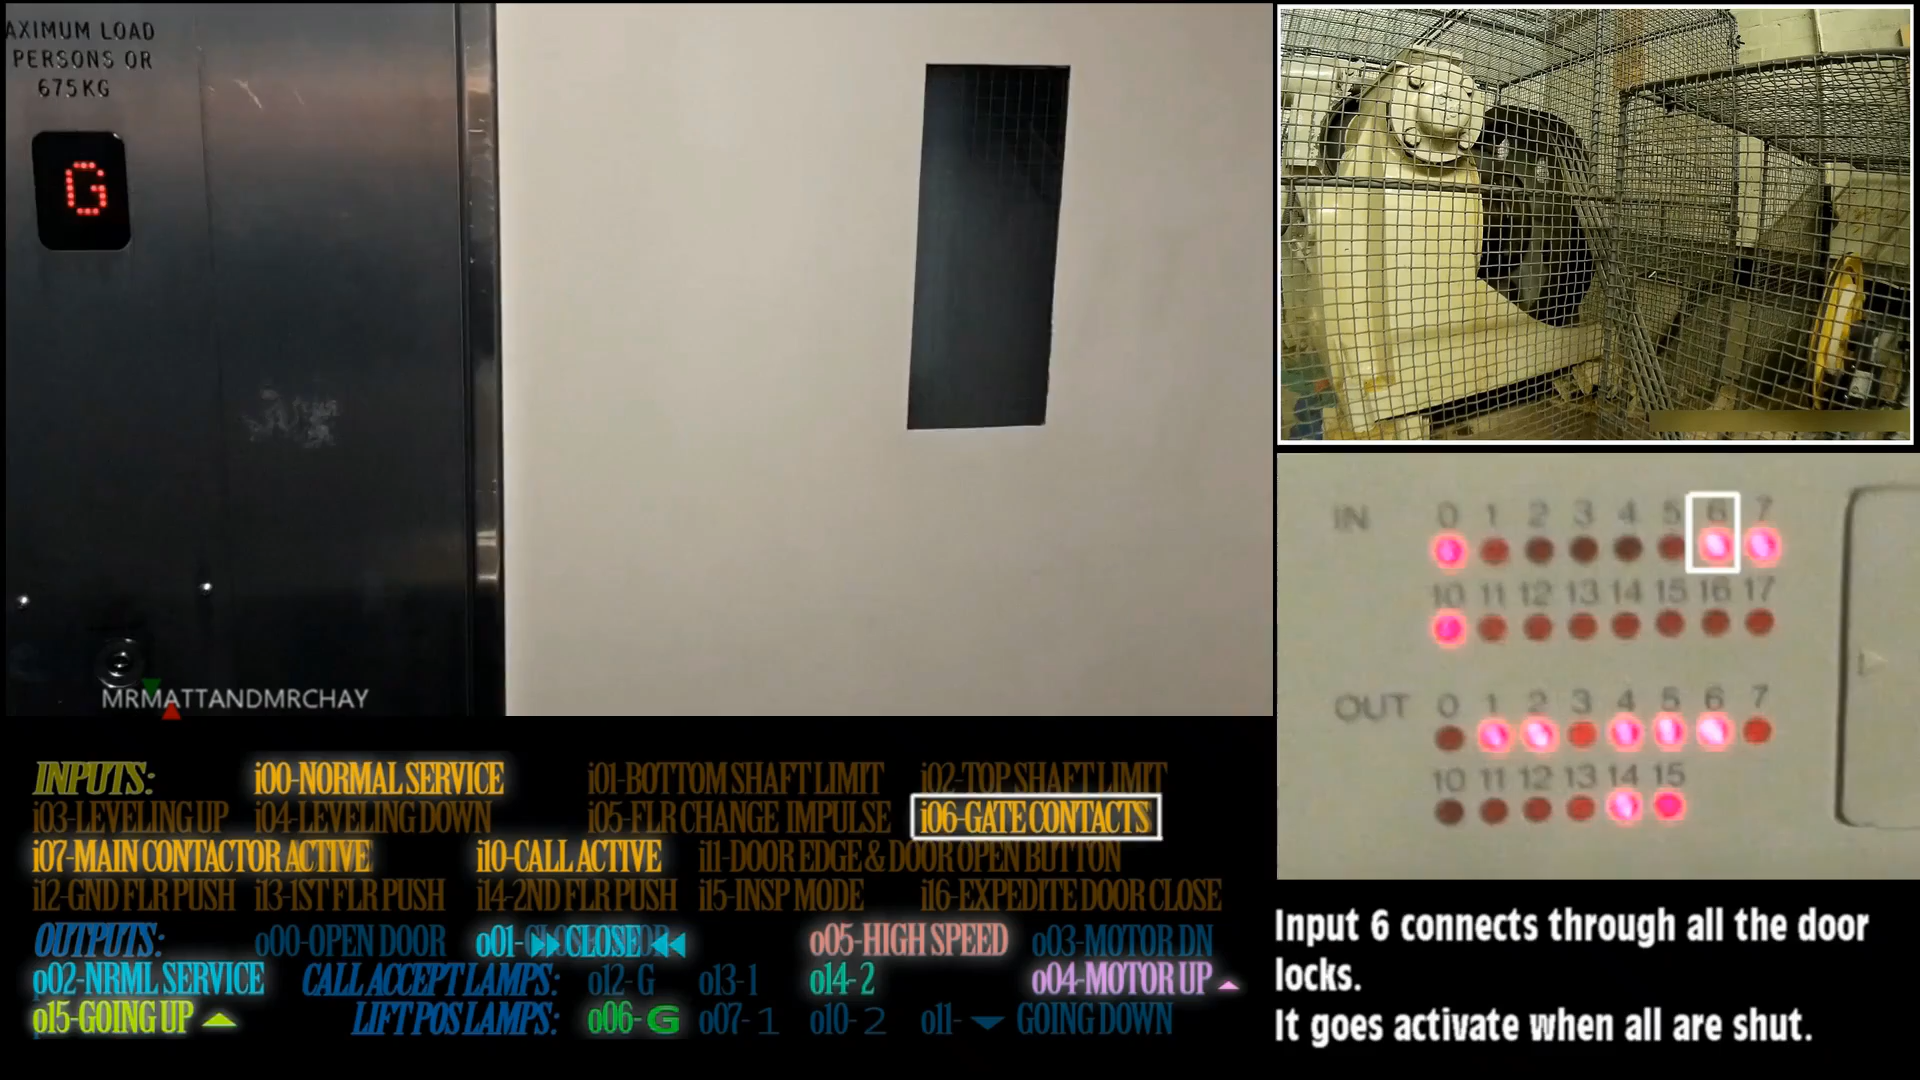 AXIMUM LOAD
PERSONS OR
675KG
G
MRMATTANDMRCHAY
IN 0 1 2 3 4 5 6 7
10 11 12 13 14 15 16 17
OUT 0 1 2 3 4 5 6 7
10 11 12 13 14 15
INPUTS: i00-NORMAL SERVICE i01-BOTTOM SHAFT LIMIT i02-TOP SHAFT LIMIT
i03-LEVELING UP i04-LEVELING DOWN i05-FLR CHANGE IMPULSE i06-GATE CONTACTS
i07-MAIN CONTACTOR ACTIVE i10-CALL ACTIVE i11-DOOR EDGE & DOOR OPEN BUTTON
i12-GND FLR PUSH i13-1ST FLR PUSH i14-2ND FLR PUSH i15-INSP MODE i16-EXPEDITE DOOR CLOSE
OUTPUTS: o00-OPEN DOOR o01-CLOSE o05-HIGH SPEED o03-MOTOR DN
o02-NRML SERVICE CALL ACCEPT LAMPS: o12-G o13-1 o14-2 o04-MOTOR UP
o15-GOING UP LIFT POS LAMPS: o06-G o07-1 o10-2 o11- GOING DOWN
Input 6 connects through all the door
locks.
It goes activate when all are shut.